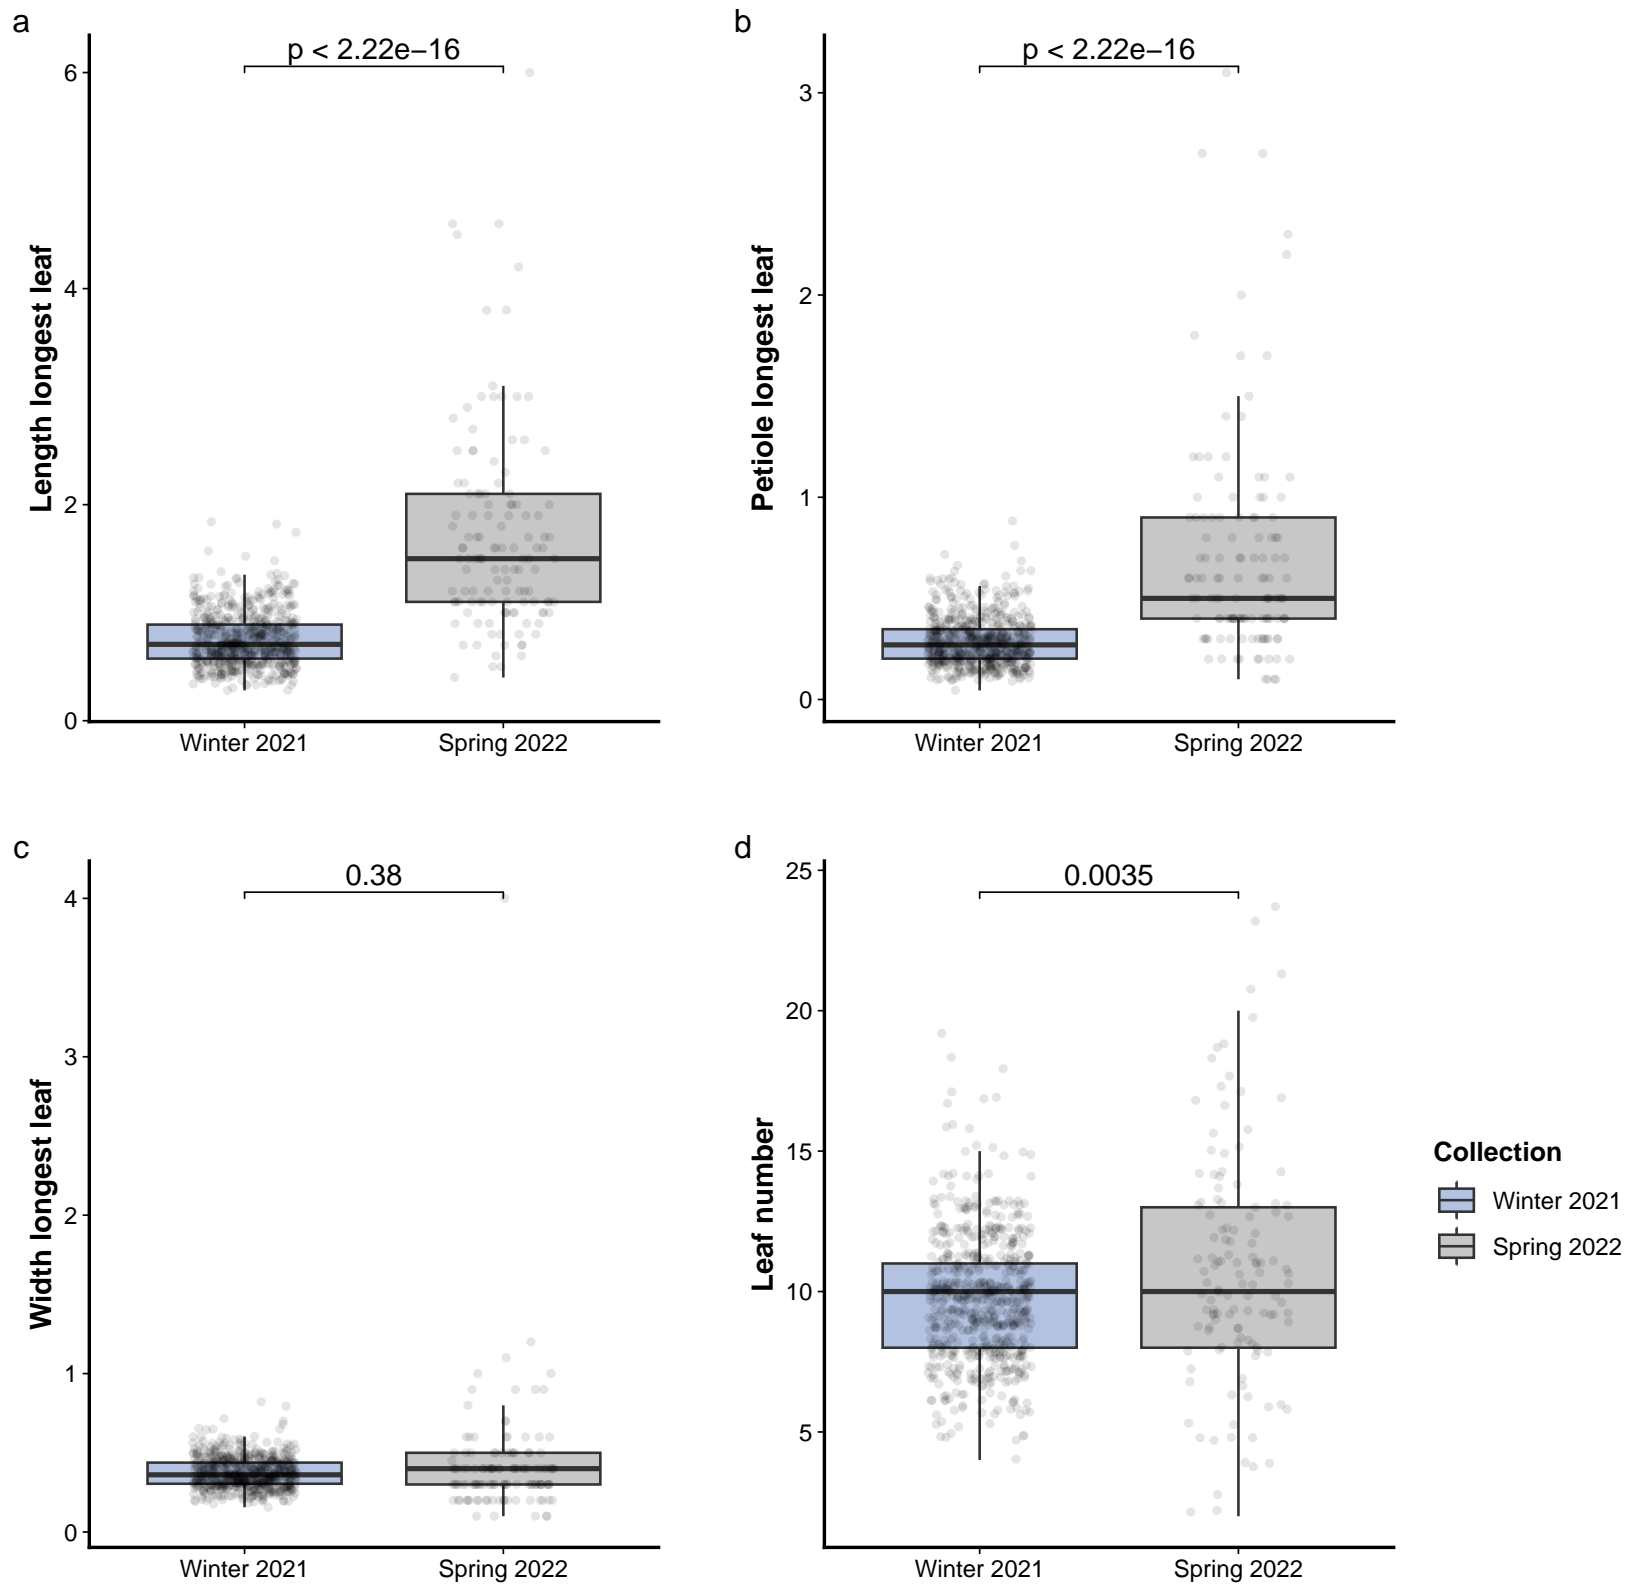 a
p < 2.22e−16
6
4
2
0
Length longest leaf
Winter 2021
Spring 2022
b
p < 2.22e−16
3
2
1
0
Petiole longest leaf
Winter 2021
Spring 2022
c
0.38
4
3
2
1
0
Width longest leaf
Winter 2021
Spring 2022
d
0.0035
25
20
15
10
5
Leaf number
Winter 2021
Spring 2022
Collection
Winter 2021
Spring 2022